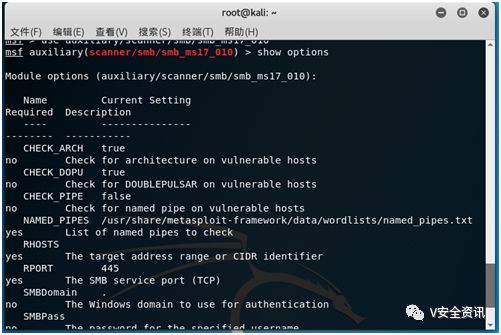 root@kali: ~
文件(F) 编辑(E) 查看(V) 搜索(S) 终端(T) 帮助(H)
msf > use auxiliary/scanner/smb/smb_ms17_010
msf auxiliary(scanner/smb/smb_ms17_010) > show options
Module options (auxiliary/scanner/smb/smb_ms17_010):
Name Current Setting
Required Description
---- ---------------
-------- -----------
CHECK_ARCH true
no Check for architecture on vulnerable hosts
CHECK_DOPU true
no Check for DOUBLEPULSAR on vulnerable hosts
CHECK_PIPE false
no Check for named pipe on vulnerable hosts
NAMED_PIPES /usr/share/metasploit-framework/data/wordlists/named_pipes.txt
yes List of named pipes to check
RHOSTS
yes The target address range or CIDR identifier
RPORT 445
yes The SMB service port (TCP)
SMBDomain .
no The Windows domain to use for authentication
SMBPass
no The password for the specified username
V安全资讯